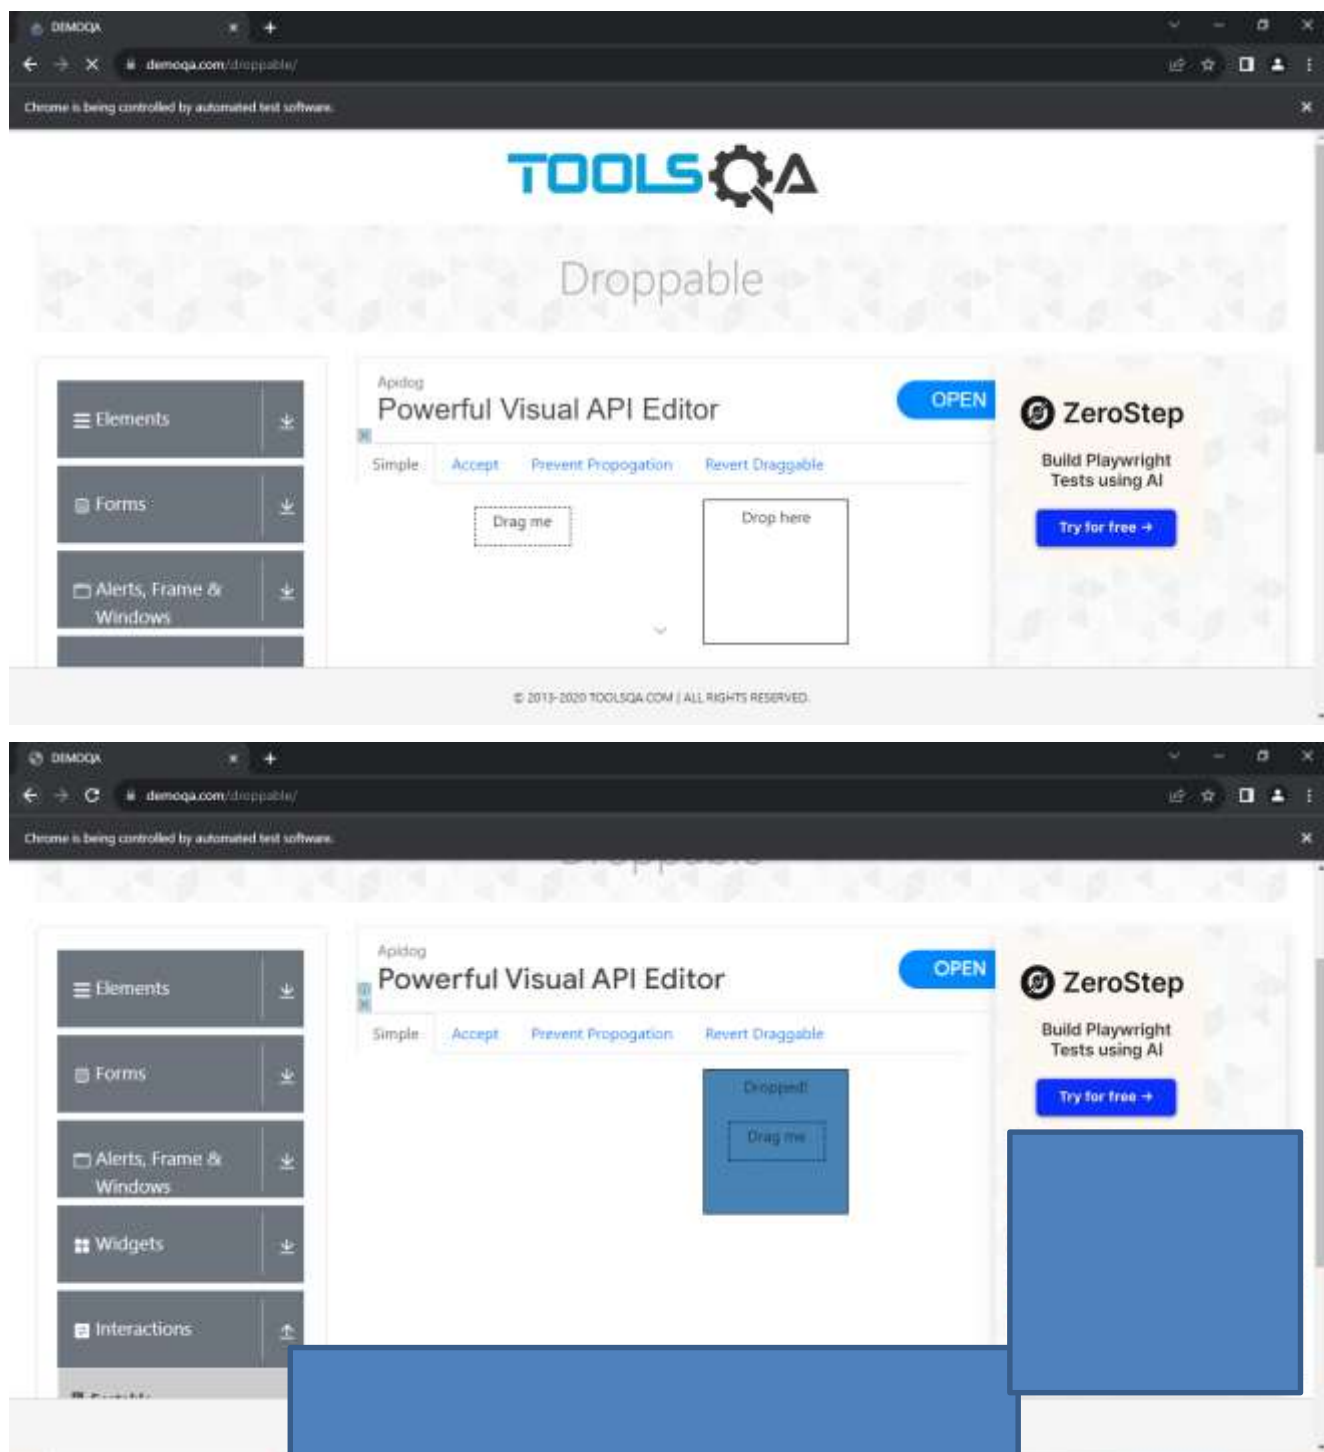 DEMOQA
demoqa.com/droppable/
Chrome is being controlled by automated test software.
TOOLSQA
Droppable
Elements
Forms
Alerts, Frame &
Windows
Apidog
Powerful Visual API Editor
OPEN
Simple Accept Prevent Propogation Revert Draggable
Drag me
Drop here
ZeroStep
Build Playwright
Tests using AI
Try for free →
© 2013-2020 TOOLSQA.COM | ALL RIGHTS RESERVED.
DEMOQA
demoqa.com/droppable/
Chrome is being controlled by automated test software.
Droppable
Elements
Forms
Alerts, Frame &
Windows
Widgets
Interactions
Apidog
Powerful Visual API Editor
OPEN
Simple Accept Prevent Propogation Revert Draggable
Dropped!
Drag me
ZeroStep
Build Playwright
Tests using AI
Try for free →